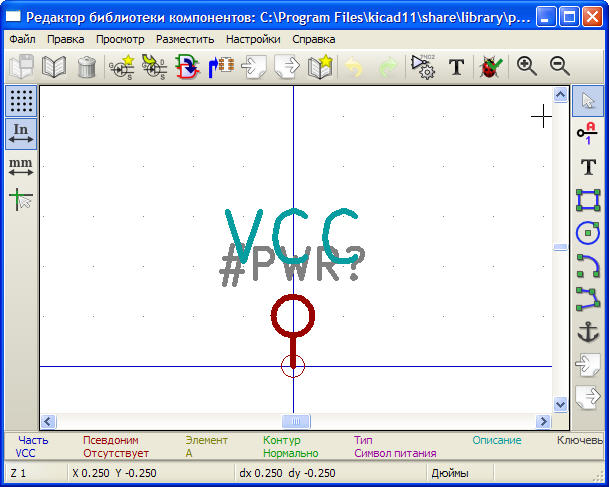 Редактор библиотеки компонентов: C:\Program Files\kicad11\share\library\p...
Файл Правка Просмотр Разместить Настройки Справка
In
mm
T
A
1
T
VCC
#PWR?
Часть Псевдоним Элемент Контур Тип Описание Ключевь
VCC Отсутствует A Нормально Символ питания
Z 1 X 0.250 Y -0.250 dx 0.250 dy -0.250 Дюймы